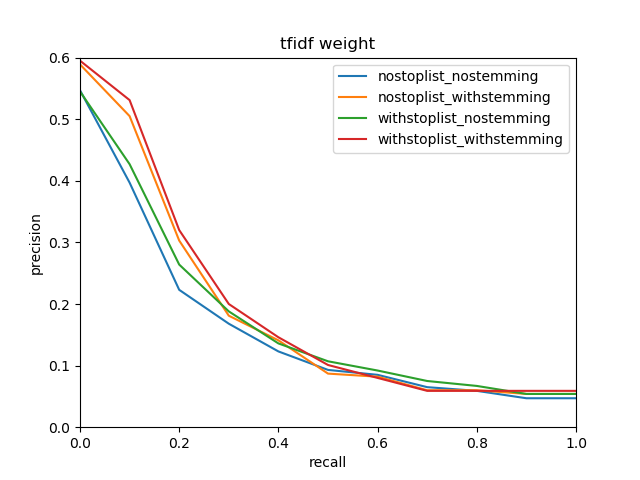 tfidf weight
nostoplist_nostemming
nostoplist_withstemming
withstoplist_nostemming
withstoplist_withstemming
precision
0.6
0.5
0.4
0.3
0.2
0.1
0.0
0.0 0.2 0.4 0.6 0.8 1.0
recall